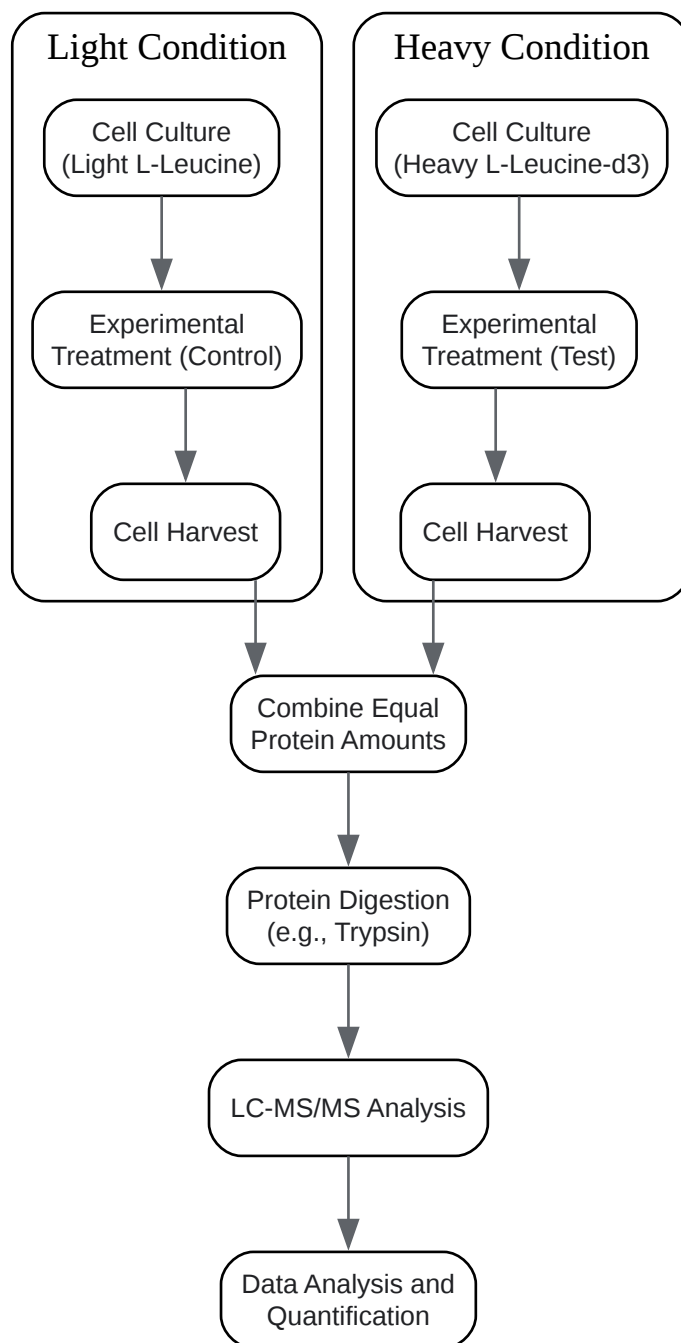 Light Condition
Cell Culture
(Light L-Leucine)
Experimental
Treatment (Control)
Cell Harvest
Heavy Condition
Cell Culture
(Heavy L-Leucine-d3)
Experimental
Treatment (Test)
Cell Harvest
Combine Equal
Protein Amounts
Protein Digestion
(e.g., Trypsin)
LC-MS/MS Analysis
Data Analysis and
Quantification